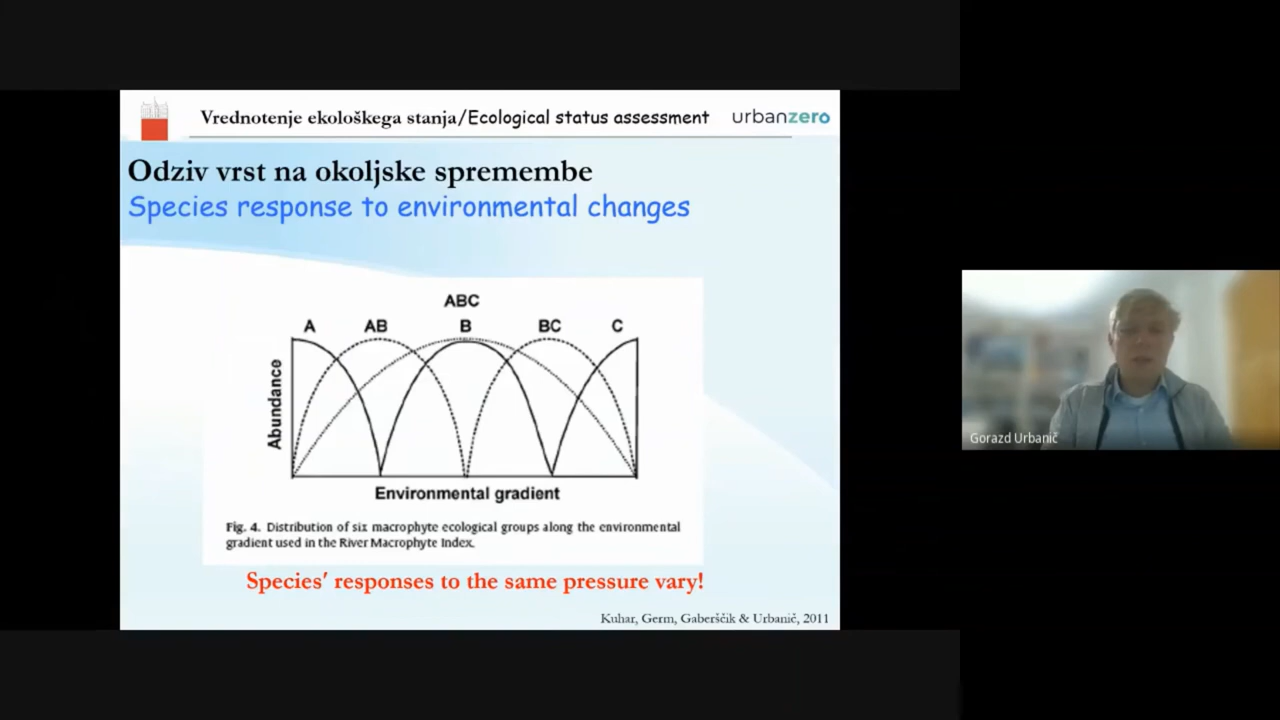 Vrednotenje ekološkega stanja/Ecological status assessment
urbanzero
Odziv vrst na okoljske spremembe
Species response to environmental changes
ABC
A AB B BC C
Abundance
Environmental gradient
Fig. 4. Distribution of six macrophyte ecological groups along the environmental
gradient used in the River Macrophyte Index.
Species’ responses to the same pressure vary!
Kuhar, Germ, Gaberščik & Urbanič, 2011
Gorazd Urbanič